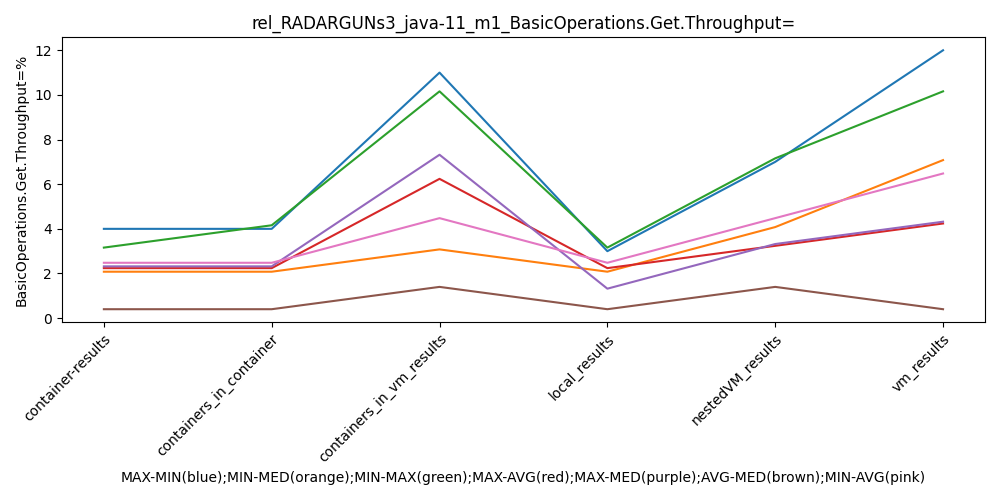 rel_RADARGUNs3_java-11_m1_BasicOperations.Get.Throughput=
BasicOperations.Get.Throughput=%
12
10
8
6
4
2
0
container-results
containers_in_container
containers_in_vm_results
local_results
nestedVM_results
vm_results
MAX-MIN(blue);MIN-MED(orange);MIN-MAX(green);MAX-AVG(red);MAX-MED(purple);AVG-MED(brown);MIN-AVG(pink)